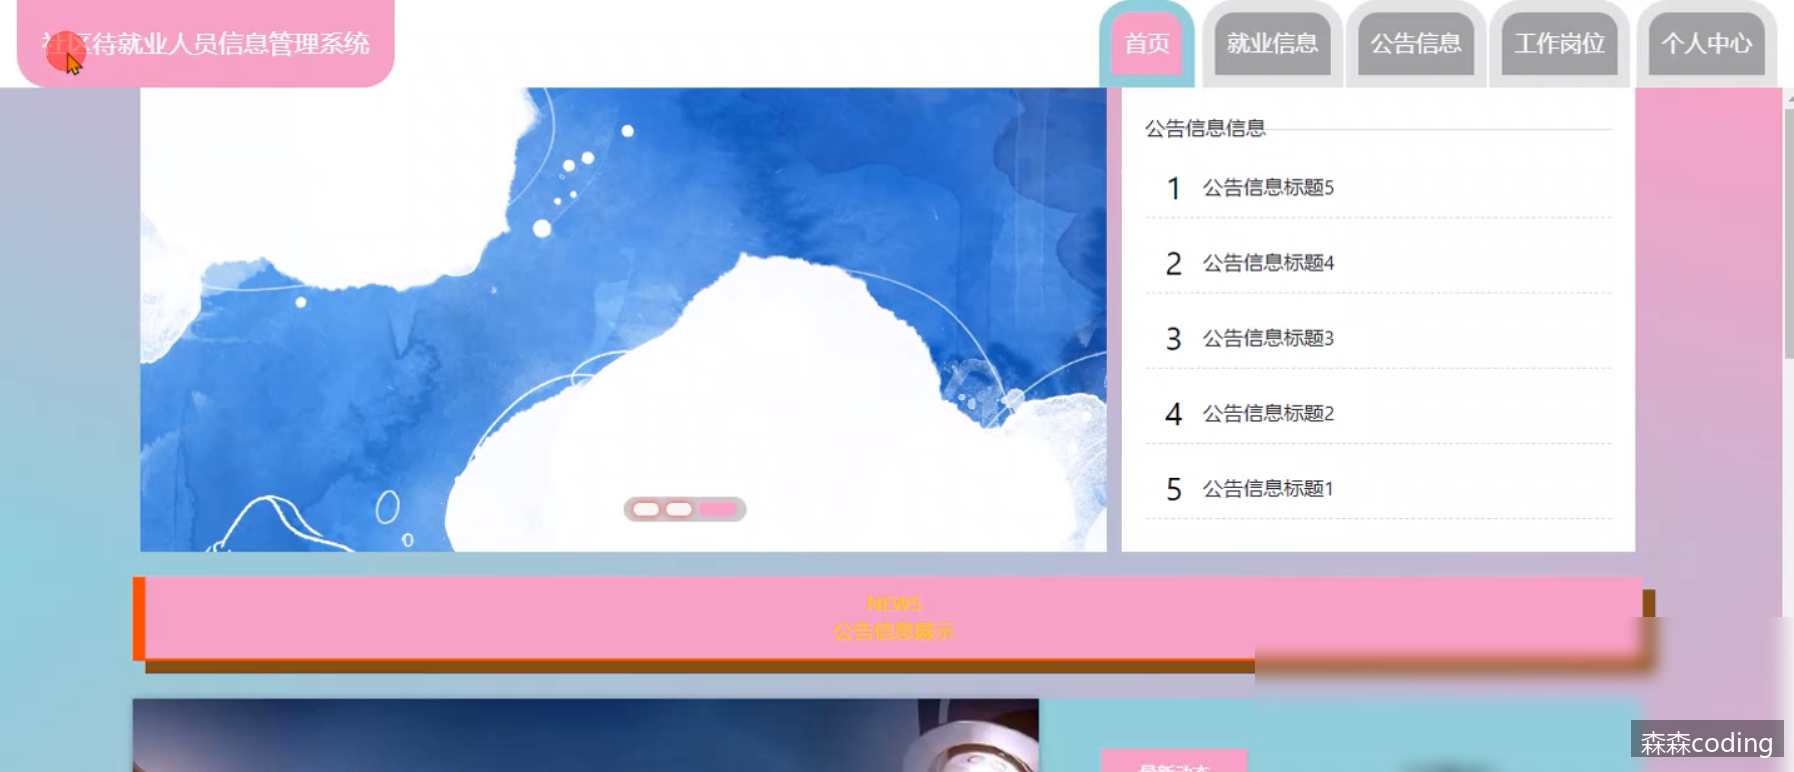 社区待就业人员信息管理系统
首页
就业信息
公告信息
工作岗位
个人中心
公告信息信息
1 公告信息标题5
2 公告信息标题4
3 公告信息标题3
4 公告信息标题2
5 公告信息标题1
NEWS
公告信息展示
最新动态
森森coding